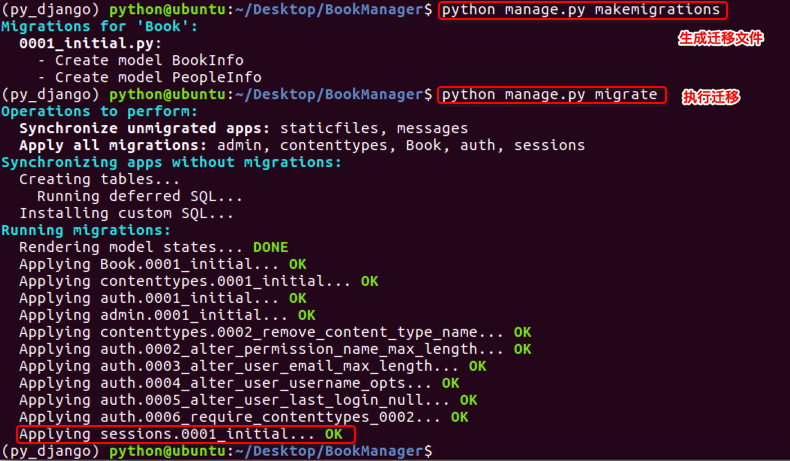 (py_django) python@ubuntu:~/Desktop/BookManager$ python manage.py makemigrations
Migrations for 'Book':
生成迁移文件
  0001_initial.py:
    - Create model BookInfo
    - Create model PeopleInfo
(py_django) python@ubuntu:~/Desktop/BookManager$ python manage.py migrate
执行迁移
Operations to perform:
  Synchronize unmigrated apps: staticfiles, messages
  Apply all migrations: admin, contenttypes, Book, auth, sessions
Synchronizing apps without migrations:
  Creating tables...
    Running deferred SQL...
  Installing custom SQL...
Running migrations:
  Rendering model states... DONE
  Applying Book.0001_initial... OK
  Applying contenttypes.0001_initial... OK
  Applying auth.0001_initial... OK
  Applying admin.0001_initial... OK
  Applying contenttypes.0002_remove_content_type_name... OK
  Applying auth.0002_alter_permission_name_max_length... OK
  Applying auth.0003_alter_user_email_max_length... OK
  Applying auth.0004_alter_user_username_opts... OK
  Applying auth.0005_alter_user_last_login_null... OK
  Applying auth.0006_require_contenttypes_0002... OK
  Applying sessions.0001_initial... OK
(py_django) python@ubuntu:~/Desktop/BookManager$